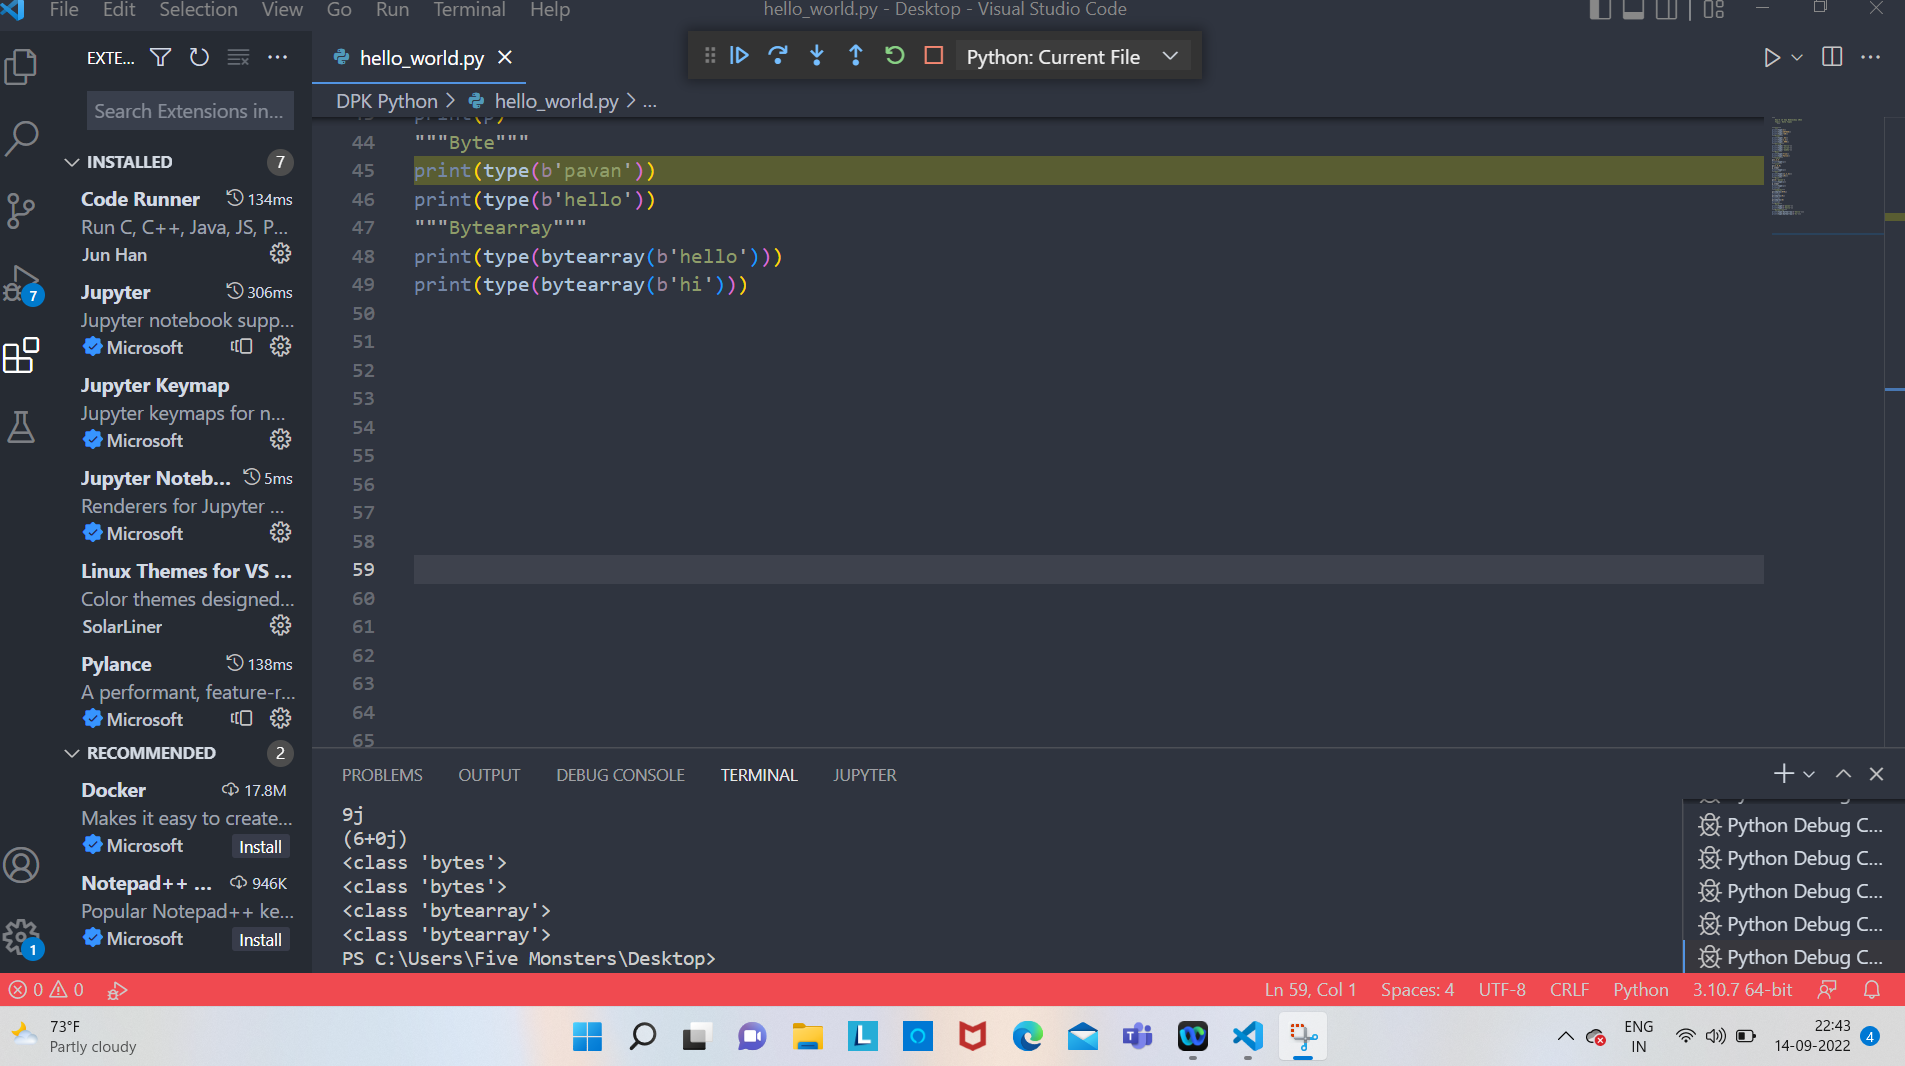 File Edit Selection View Go Run Terminal Help
hello_world.py - Desktop - Visual Studio Code
EXTE...
hello_world.py
Python: Current File
Search Extensions in...
DPK Python > hello_world.py > ...
INSTALLED 7
Code Runner 134ms
Run C, C++, Java, JS, P...
Jun Han
Jupyter 306ms
Jupyter notebook supp...
Microsoft
Jupyter Keymap
Jupyter keymaps for n...
Microsoft
Jupyter Noteb... 5ms
Renderers for Jupyter ...
Microsoft
Linux Themes for VS ...
Color themes designed...
SolarLiner
Pylance 138ms
A performant, feature-r...
Microsoft
RECOMMENDED 2
Docker 17.8M
Makes it easy to create...
Microsoft Install
Notepad++ ... 946K
Popular Notepad++ ke...
Microsoft Install
7
1
43 print(p)
44 """Byte"""
45 print(type(b'pavan'))
46 print(type(b'hello'))
47 """Bytearray"""
48 print(type(bytearray(b'hello')))
49 print(type(bytearray(b'hi')))
50
51
52
53
54
55
56
57
58
59
60
61
62
63
64
65
PROBLEMS OUTPUT DEBUG CONSOLE TERMINAL JUPYTER
9j
(6+0j)
<class 'bytes'>
<class 'bytes'>
<class 'bytearray'>
<class 'bytearray'>
PS C:\Users\Five Monsters\Desktop>
Python Debug C...
Python Debug C...
Python Debug C...
Python Debug C...
Python Debug C...
0 0
Ln 59, Col 1 Spaces: 4 UTF-8 CRLF Python 3.10.7 64-bit
73°F
Partly cloudy
ENG
IN
22:43
14-09-2022
4